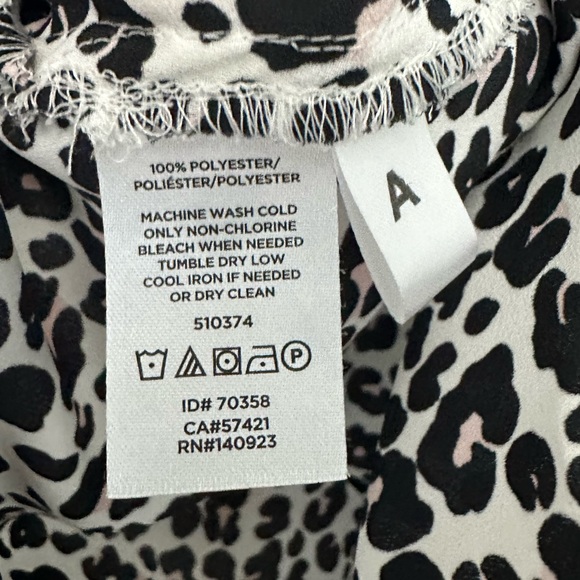 100% POLYESTER/
POLIÉSTER/POLYESTER
MACHINE WASH COLD
ONLY NON-CHLORINE
BLEACH WHEN NEEDED
TUMBLE DRY LOW
COOL IRON IF NEEDED
OR DRY CLEAN
510374
P
ID# 70358
CA#57421
RN#140923
A